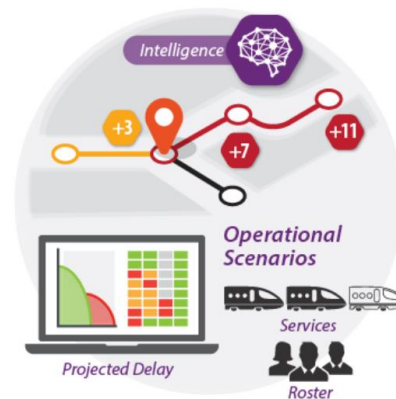 Intelligence
+3
+7
+11
Operational
Scenarios
Services
Projected Delay
Roster